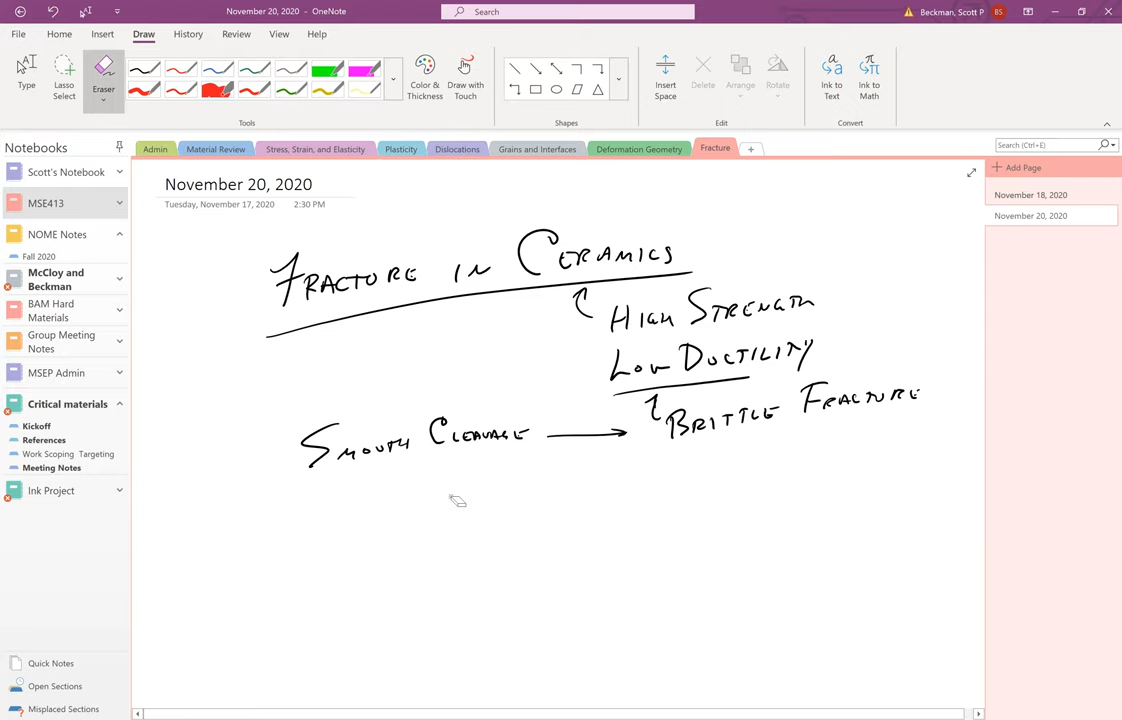 November 20, 2020 - OneNote
Search
Beckman, Scott P
BS
File Home Insert Draw History Review View Help
Type
Lasso Select
Eraser
Color & Thickness
Draw with Touch
Insert Space
Delete
Arrange
Rotate
Ink to Text
Ink to Math
Tools
Shapes
Edit
Convert
Notebooks
Admin Material Review Stress, Strain, and Elasticity Plasticity Dislocations Grains and Interfaces Deformation Geometry Fracture
Search (Ctrl+E)
Scott's Notebook
MSE413
NOME Notes
Fall 2020
McCloy and Beckman
BAM Hard Materials
Group Meeting Notes
MSEP Admin
Critical materials
Kickoff
References
Work Scoping Targeting
Meeting Notes
Ink Project
Quick Notes
Open Sections
Misplaced Sections
November 20, 2020
Tuesday, November 17, 2020 2:30 PM
FRACTURE IN CERAMICS
HIGH STRENGTH
LOW DUCTILITY
BRITTLE FRACTURE
SMOUTH CLEAVAGE
Add Page
November 18, 2020
November 20, 2020